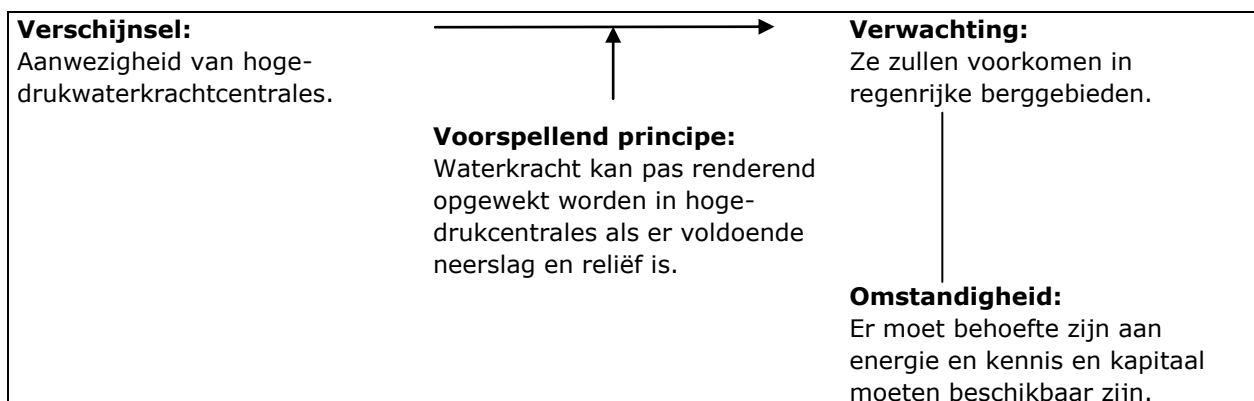 Verschijnsel:
Aanwezigheid van hoge-
drukwaterkrachtcentrales.
Voorspellend principe:
Waterkracht kan pas renderend
opgewekt worden in hoge-
drukcentrales als er voldoende
neerslag en reliëf is.
Verwachting:
Ze zullen voorkomen in
regenrijke berggebieden.
Omstandigheid:
Er moet behoefte zijn aan
energie en kennis en kapitaal
moeten beschikbaar zijn.